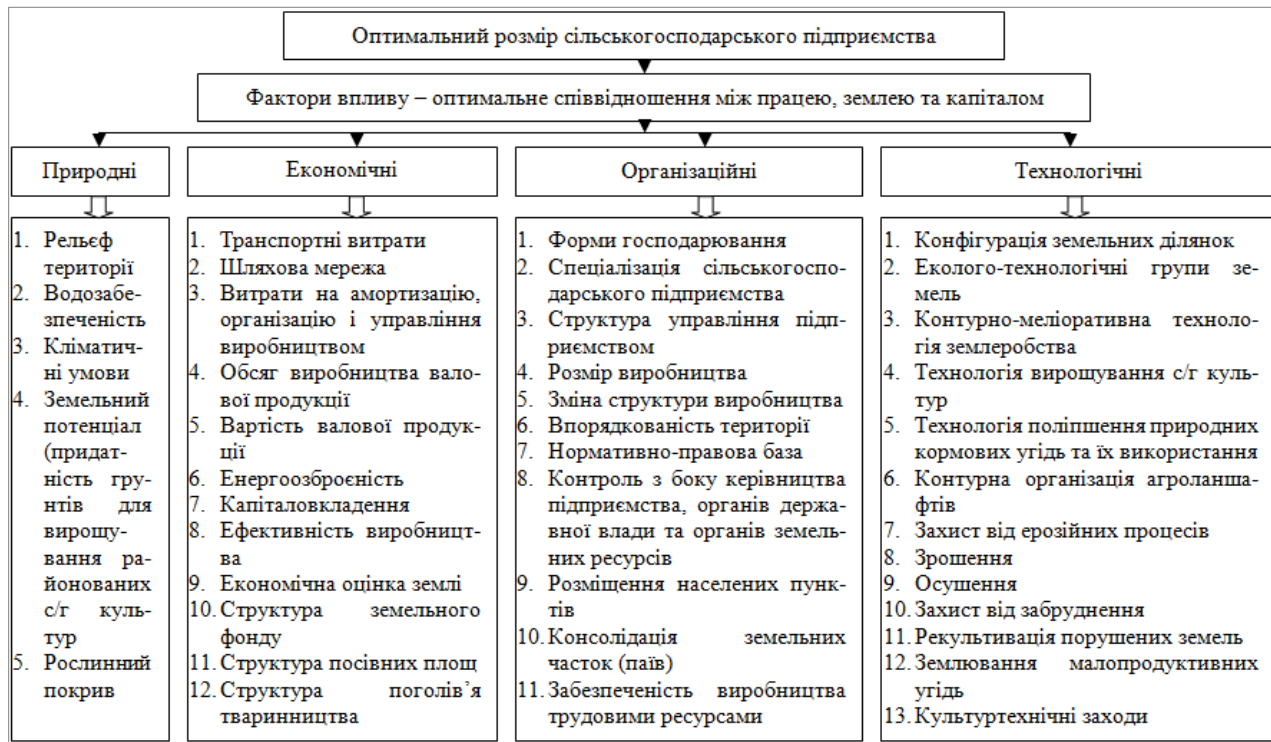 Оптимальний розмір сільськогосподарського підприємства
Фактори впливу – оптимальне співвідношення між працею, землею та капіталом
Природні
Економічні
Організаційні
Технологічні
1. Рельєф
території
2. Водозабе-
зпеченість
3. Кліматич-
ні умови
4. Земельний
потенціал
(придат-
ність гру-
нтів для
вирощу-
вання ра-
йонованих
с/г куль-
тур
5. Рослинний
покрив
1. Транспортні витрати
2. Шляхова мережа
3. Витрати на амортизацію,
організацію і управління
виробництвом
4. Обсяг виробництва вало-
вої продукції
5. Вартість валової продук-
ції
6. Енергоозброєність
7. Капіталовкладення
8. Ефективність виробницт-
ва
9. Економічна оцінка землі
10. Структура земельного
фонду
11. Структура посівних площ
12. Структура поголів’я
тваринництва
1. Форми господарювання
2. Спеціалізація сільськогоспо-
дарського підприємства
3. Структура управління підп-
риємством
4. Розмір виробництва
5. Зміна структури виробництва
6. Впорядкованість території
7. Нормативно-правова база
8. Контроль з боку керівництва
підприємства, органів держа-
вної влади та органів земель-
них ресурсів
9. Розміщення населених пунк-
тів
10. Консолідація земельних
часток (паїв)
11. Забезпеченість виробництва
трудовими ресурсами
1. Конфігурація земельних ділянок
2. Еколого-технологічні групи зе-
мель
3. Контурно-меліоративна техноло-
гія землеробства
4. Технологія вирощування с/г куль-
тур
5. Технологія поліпшення природних
кормових угідь та їх використання
6. Контурна організація агроланша-
фтів
7. Захист від ерозійних процесів
8. Зрошення
9. Осушення
10. Захист від забруднення
11. Рекультивація порушених земель
12. Землювання малопродуктивних
угідь
13. Культуртехнічні заходи